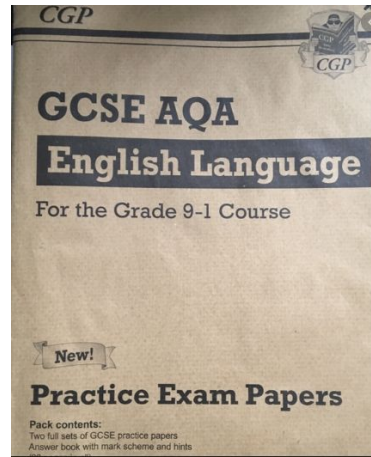 CGP
CGP
CGP
GCSE AQA
English Language
For the Grade 9-1 Course
New!
Practice Exam Papers
Pack contents:
Two full sets of GCSE practice papers
Answer book with mark scheme and hints